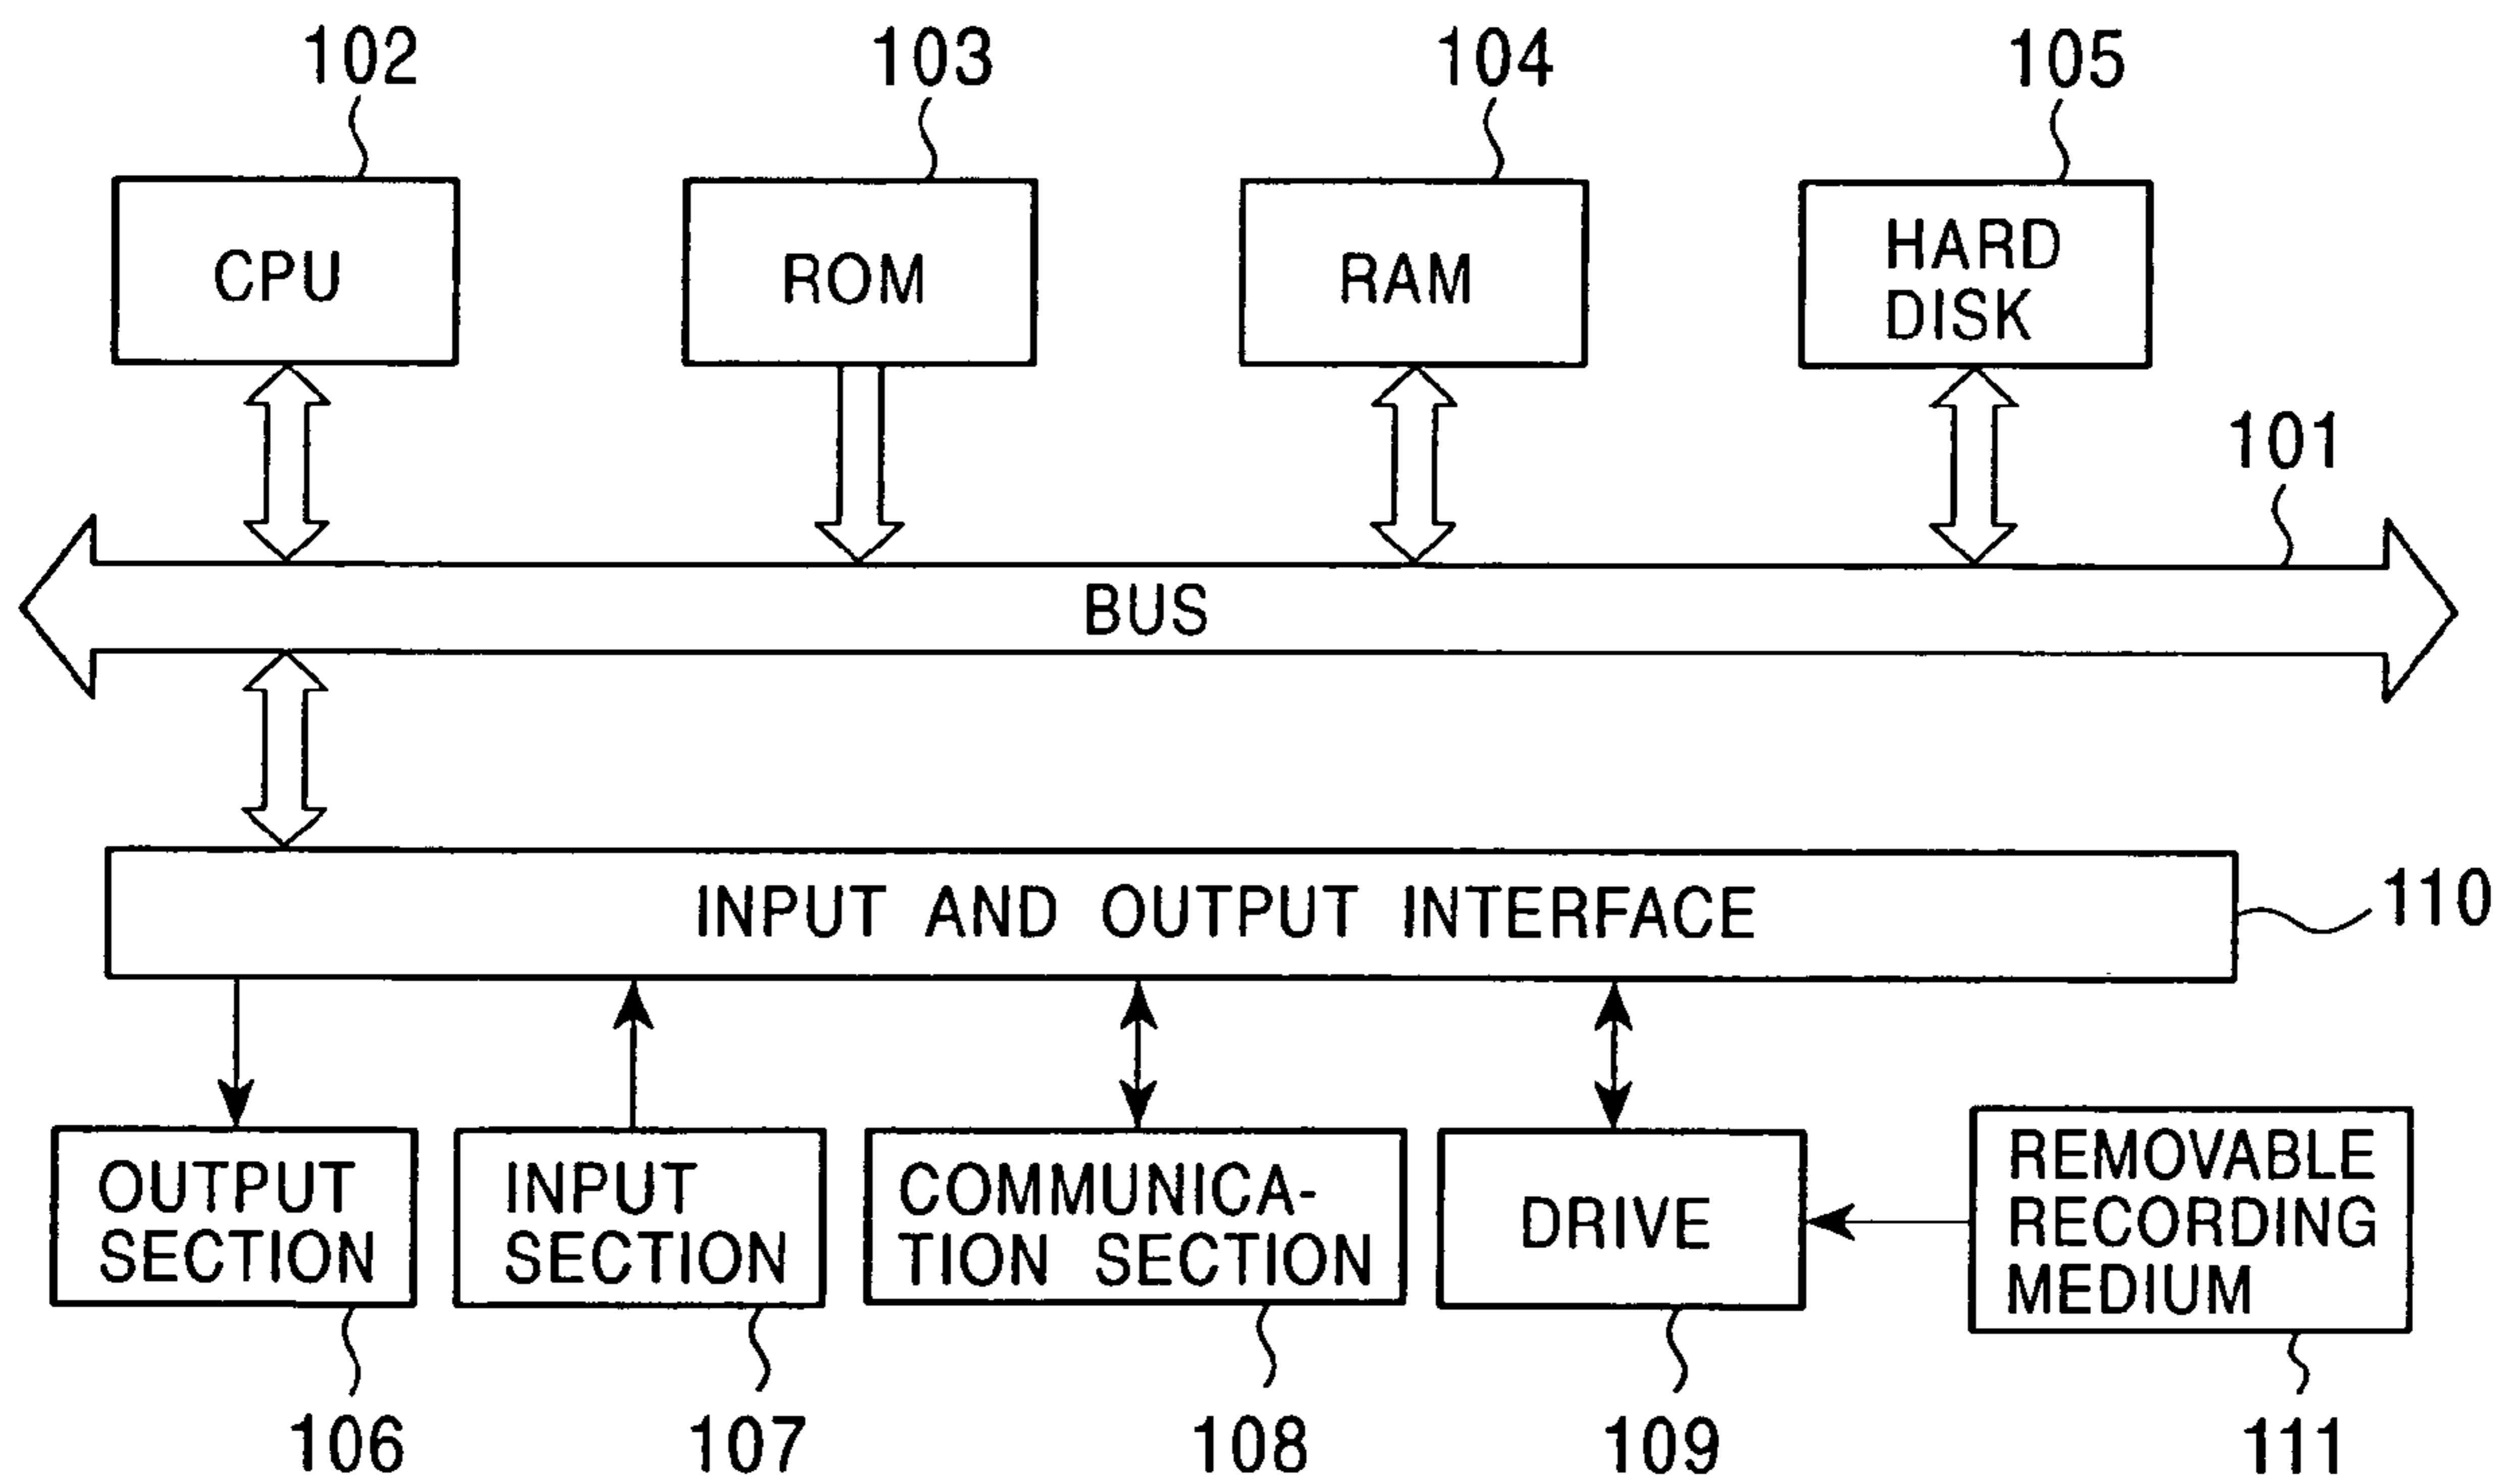 102
103
104
105
CPU
ROM
RAM
HARD
DISK
101
BUS
INPUT AND OUTPUT INTERFACE
110
OUTPUT
SECTION
INPUT
SECTION
COMMUNICA-
TION SECTION
DRIVE
REMOVABLE
RECORDING
MEDIUM
106
107
108
109
111